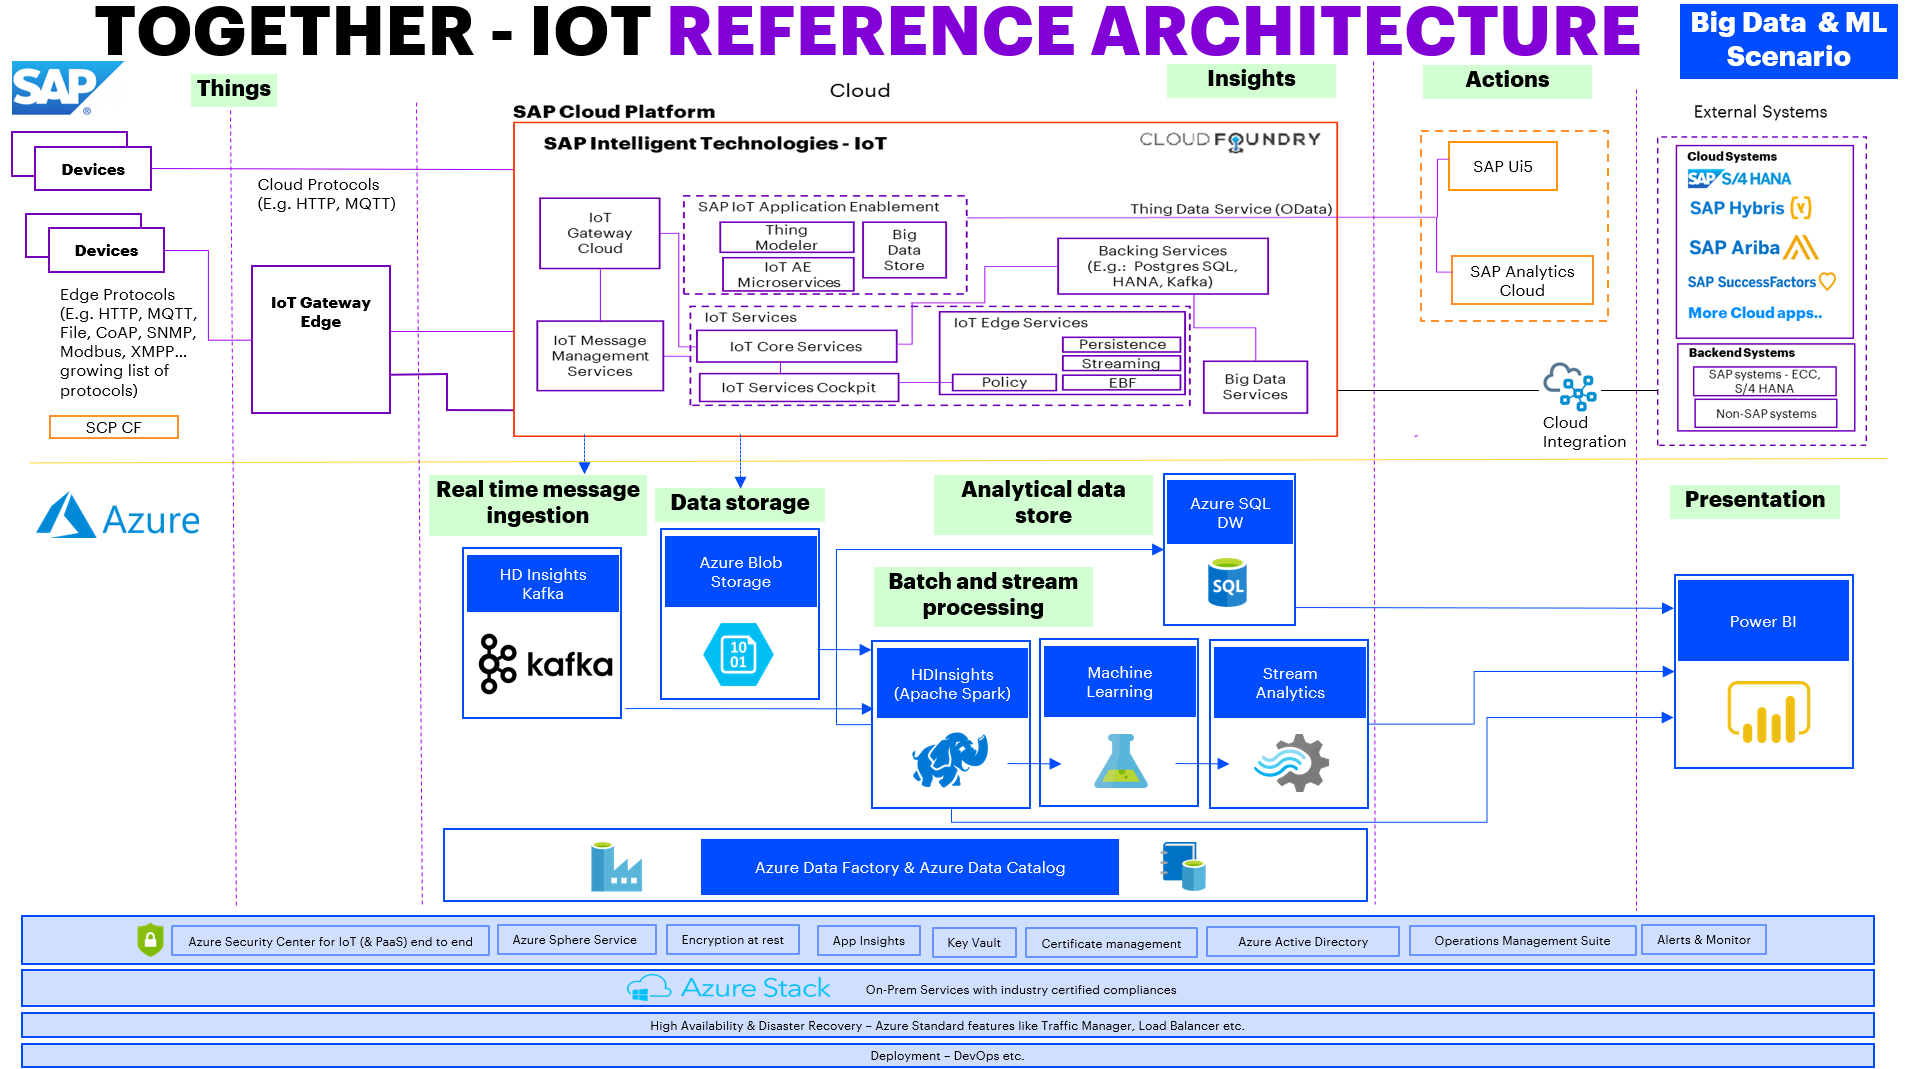 TOGETHER - IOT REFERENCE ARCHITECTURE
Big Data & ML
Scenario
SAP
®
Things
Cloud
Insights
Actions
External Systems
SAP Cloud Platform
SAP Intelligent Technologies - IoT
CLOUD FOUNDRY
Devices
Cloud Protocols
(E.g. HTTP, MQTT)
Devices
Edge Protocols
(E.g. HTTP, MQTT,
File, CoAP, SNMP,
Modbus, XMPP...
growing list of
protocols)
SCP CF
IoT Gateway
Edge
IoT
Gateway
Cloud
IoT Message
Management
Services
SAP IoT Application Enablement
Thing
Modeler
IoT AE
Microservices
Big
Data
Store
Thing Data Service (OData)
Backing Services
(E.g.: Postgres SQL,
HANA, Kafka)
IoT Services
IoT Core Services
IoT Services Cockpit
IoT Edge Services
Persistence
Streaming
Policy
EBF
Big Data
Services
SAP Ui5
SAP Analytics
Cloud
Cloud
Integration
Cloud Systems
SAP S/4 HANA
SAP Hybris
SAP Ariba
SAP SuccessFactors
More Cloud apps..
Backend Systems
SAP systems - ECC,
S/4 HANA
Non-SAP systems
Azure
Real time message
ingestion
Data storage
Analytical data
store
Batch and stream
processing
Presentation
HD Insights
Kafka
kafka
Azure Blob
Storage
10
01
Azure SQL
DW
SQL
HDInsights
(Apache Spark)
Machine
Learning
Stream
Analytics
Power BI
Azure Data Factory & Azure Data Catalog
Azure Security Center for IoT (& PaaS) end to end
Azure Sphere Service
Encryption at rest
App Insights
Key Vault
Certificate management
Azure Active Directory
Operations Management Suite
Alerts & Monitor
Azure Stack
On-Prem Services with industry certified compliances
High Availability & Disaster Recovery – Azure Standard features like Traffic Manager, Load Balancer etc.
Deployment – DevOps etc.